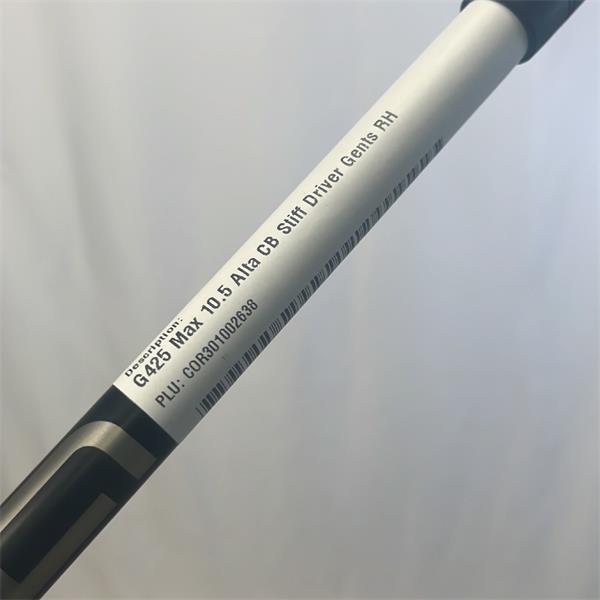 Description:
G425 Max 10.5 Alta CB Stiff Driver Gents RH
PLU: COR301002638